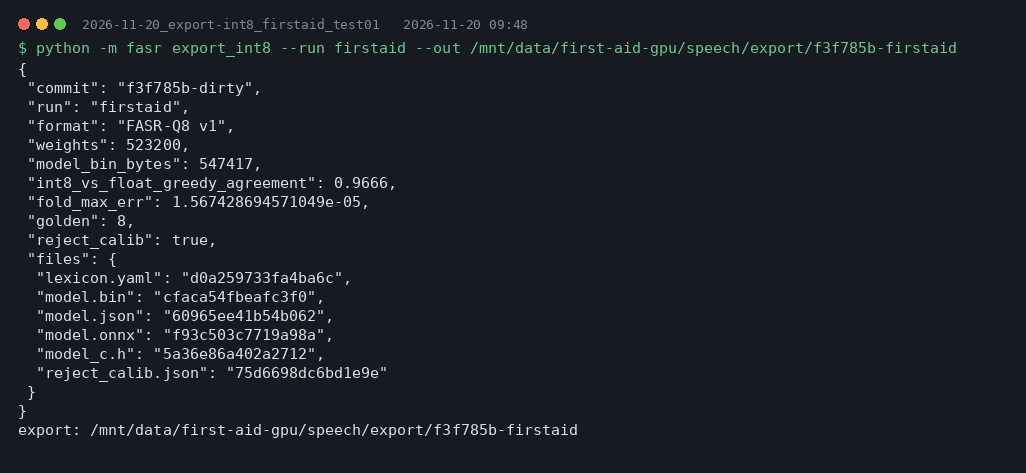 2026-11-20_export-int8_firstaid_test01   2026-11-20 09:48
$ python -m fasr export_int8 --run firstaid --out /mnt/data/first-aid-gpu/speech/export/f3f785b-firstaid
{
 "commit": "f3f785b-dirty",
 "run": "firstaid",
 "format": "FASR-Q8 v1",
 "weights": 523200,
 "model_bin_bytes": 547417,
 "int8_vs_float_greedy_agreement": 0.9666,
 "fold_max_err": 1.567428694571049e-05,
 "golden": 8,
 "reject_calib": true,
 "files": {
  "lexicon.yaml": "d0a259733fa4ba6c",
  "model.bin": "cfaca54fbeafc3f0",
  "model.json": "60965ee41b54b062",
  "model.onnx": "f93c503c7719a98a",
  "model_c.h": "5a36e86a402a2712",
  "reject_calib.json": "75d6698dc6bd1e9e"
 }
}
export: /mnt/data/first-aid-gpu/speech/export/f3f785b-firstaid